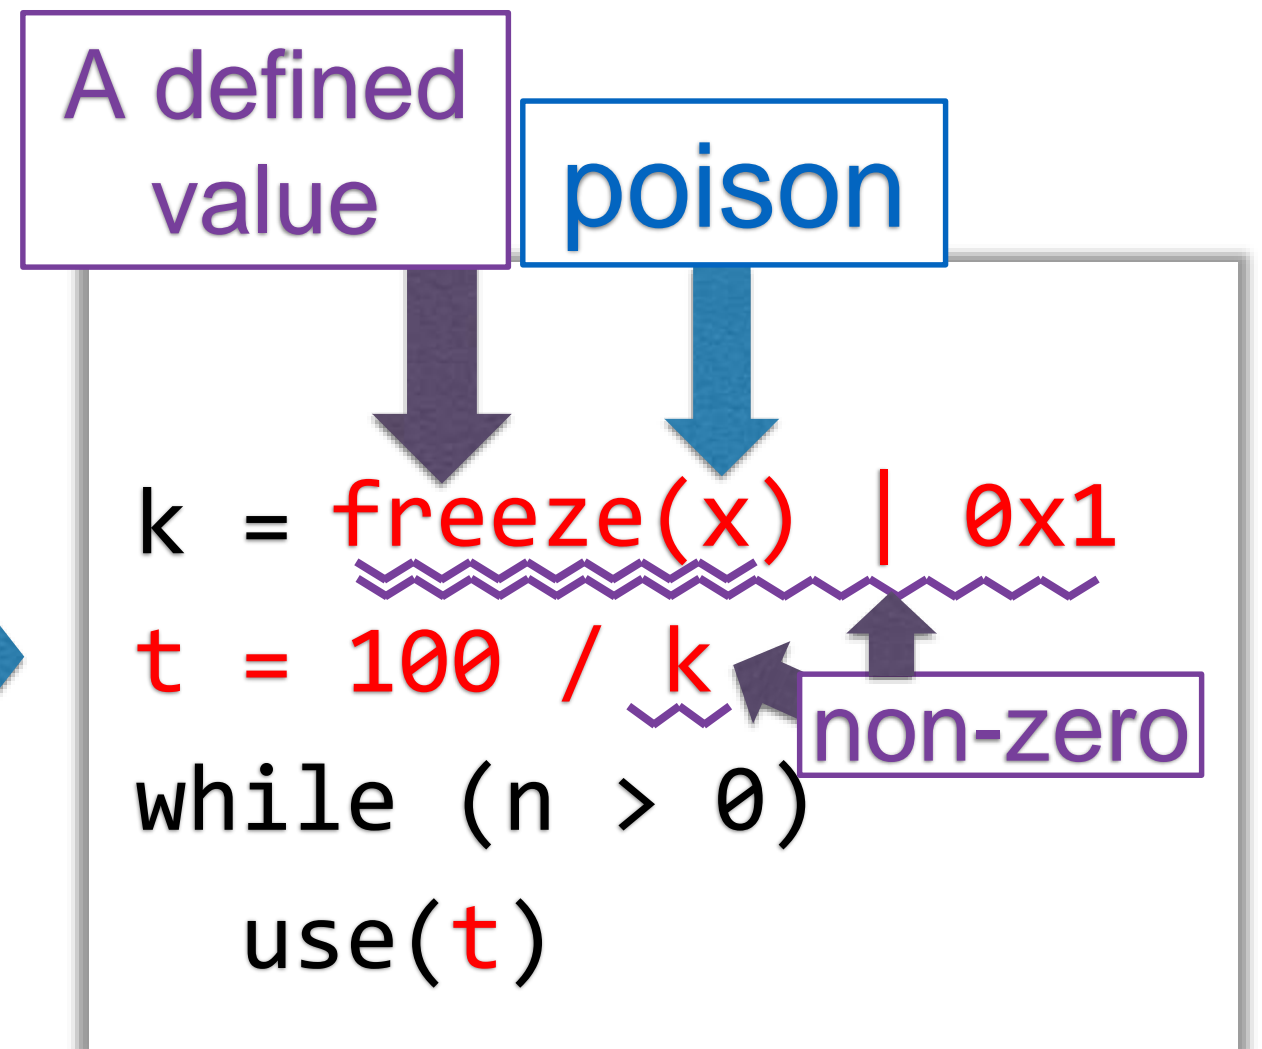 A defined
value
poison
k = freeze(x) | 0x1
t = 100 / k
non-zero
while (n > 0)
use(t)